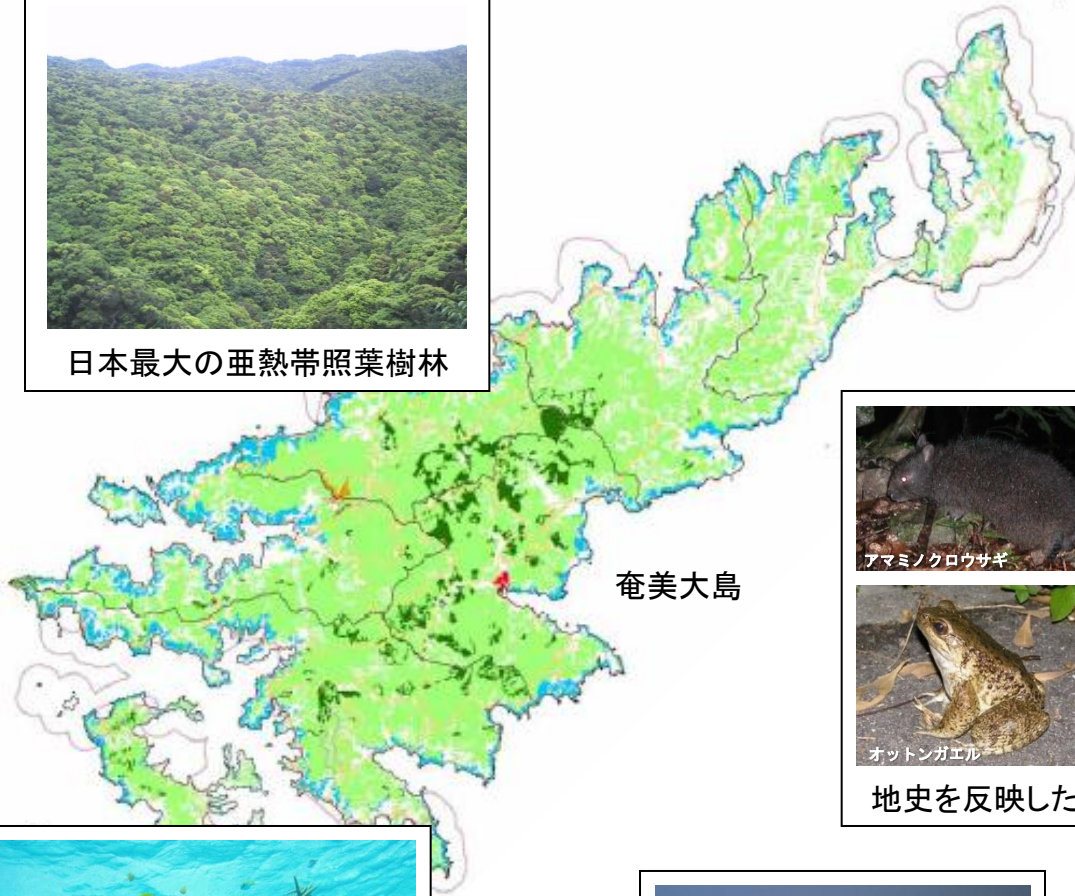 日本最大の亜熱帯照葉樹林
アマミノクロウサギ
奄美大島
オットンガエル
地史を反映した